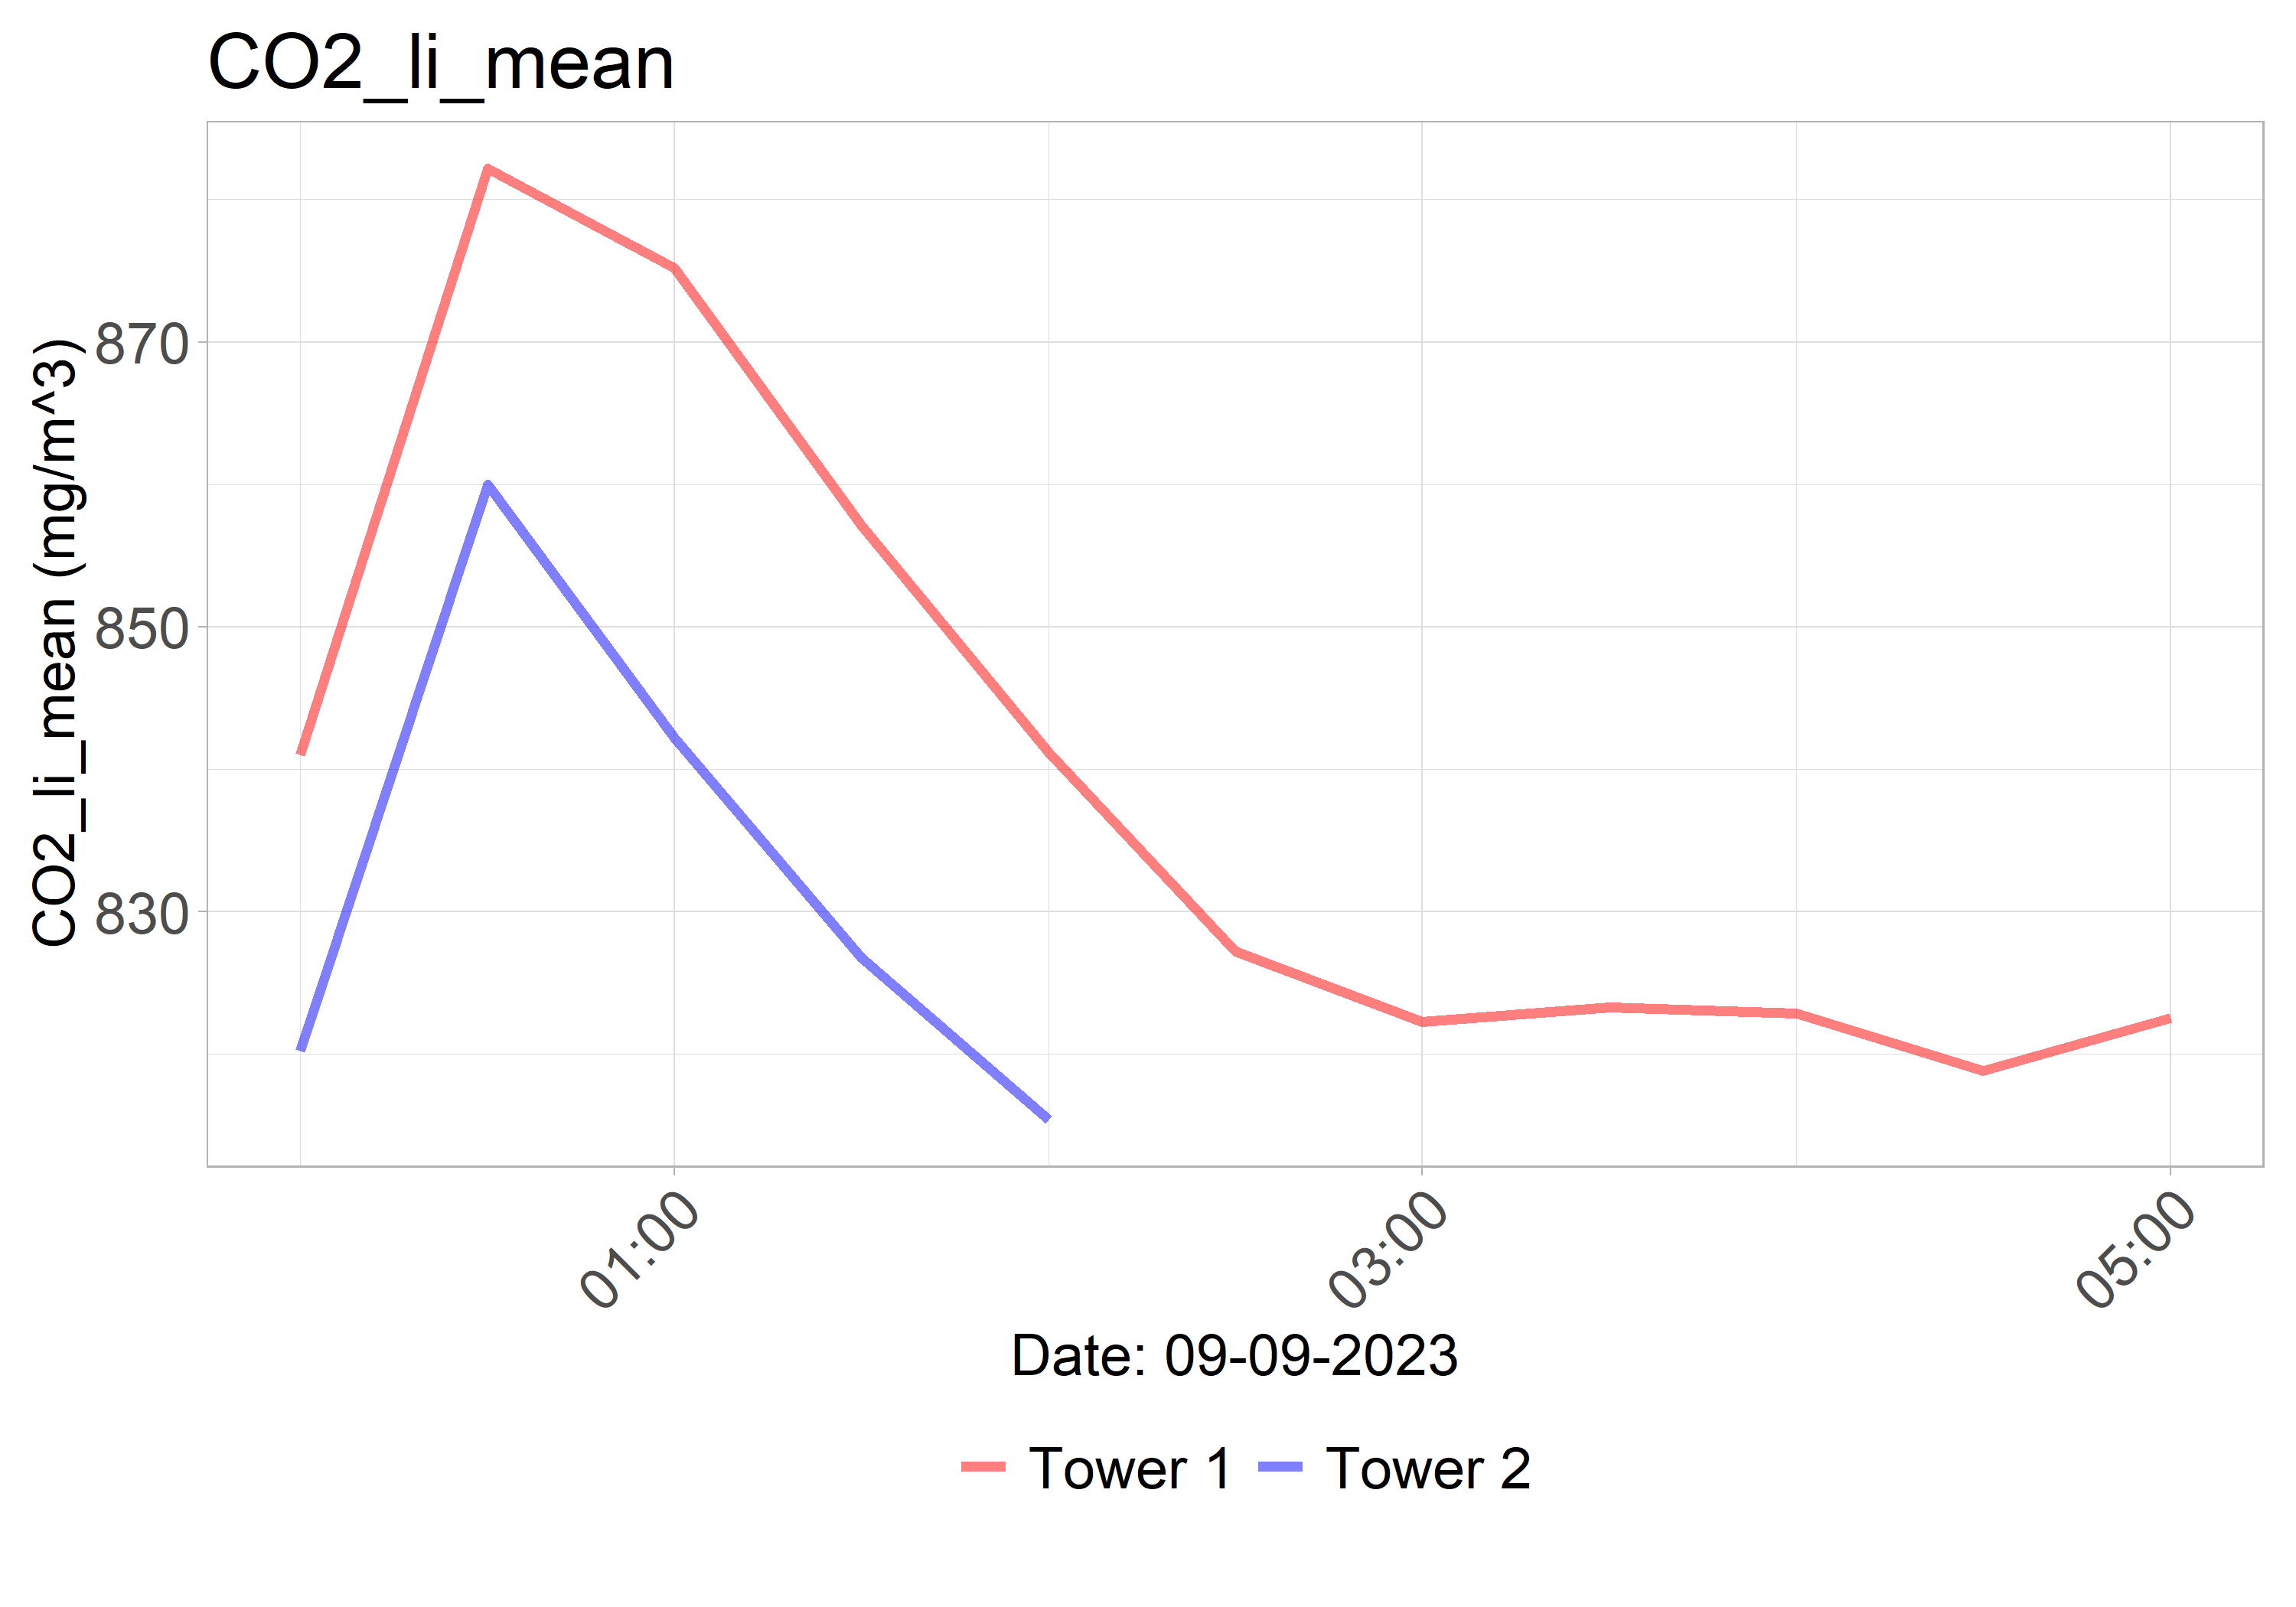 CO2_li_mean
CO2_li_mean (mg/m^3)
870
850
830
01:00
03:00
05:00
Date: 09-09-2023
Tower 1
Tower 2